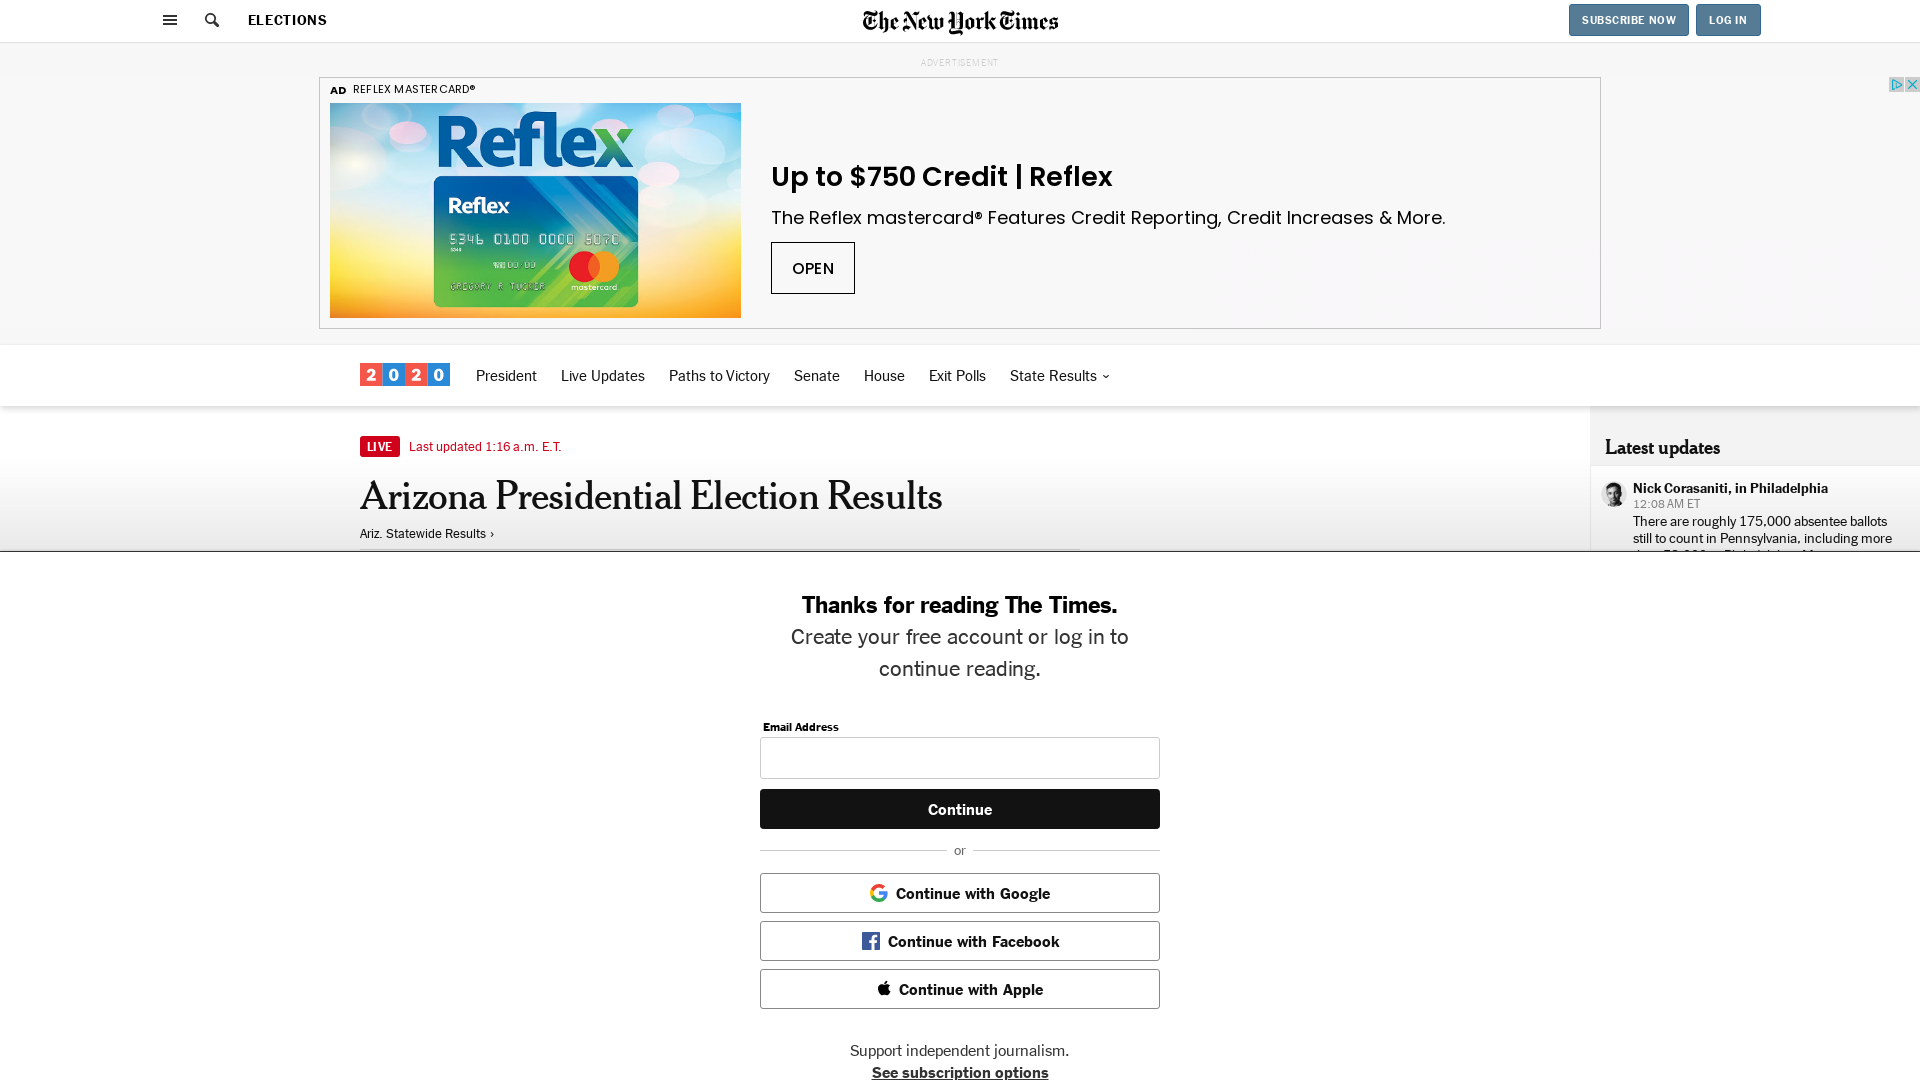 ELECTIONS
The New York Times
SUBSCRIBE NOW
LOG IN
ADVERTISEMENT
AD REFLEX MASTERCARD®
Reflex
Reflex
5346 0100 0000 5070
GREGORY R TUCKER
mastercard
Up to $750 Credit | Reflex
The Reflex mastercard® Features Credit Reporting, Credit Increases & More.
OPEN
2020
President
Live Updates
Paths to Victory
Senate
House
Exit Polls
State Results
LIVE Last updated 1:16 a.m. E.T.
Arizona Presidential Election Results
Ariz. Statewide Results ›
Latest updates
Nick Corasaniti, in Philadelphia
12:08 AM ET
There are roughly 175,000 absentee ballots
still to count in Pennsylvania, including more
Thanks for reading The Times.
Create your free account or log in to
continue reading.
Email Address
Continue
or
Continue with Google
Continue with Facebook
Continue with Apple
Support independent journalism.
See subscription options